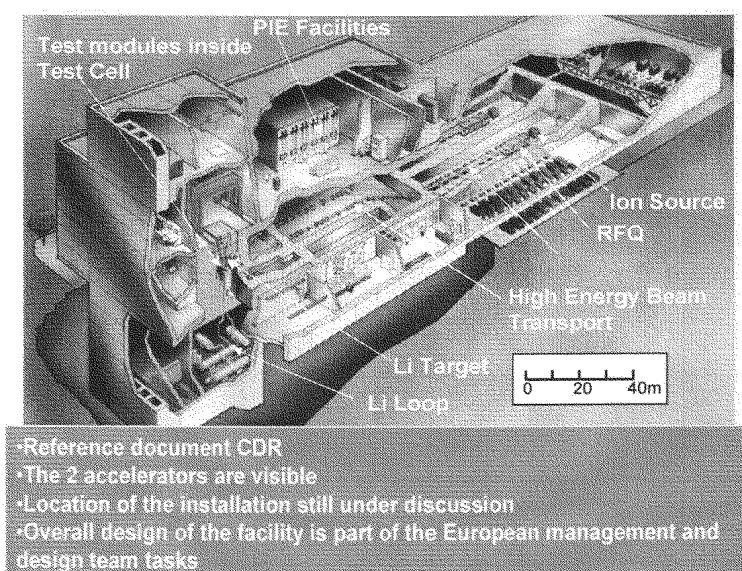 PIE Facilities
Test modules inside
Test Cell
Ion Source
RFQ
High Energy Beam
Transport
Li Target
Li Loop
0 20 40m
•Reference document CDR
•The 2 accelerators are visible
•Location of the installation still under discussion
•Overall design of the facility is part of the European management and
design team tasks